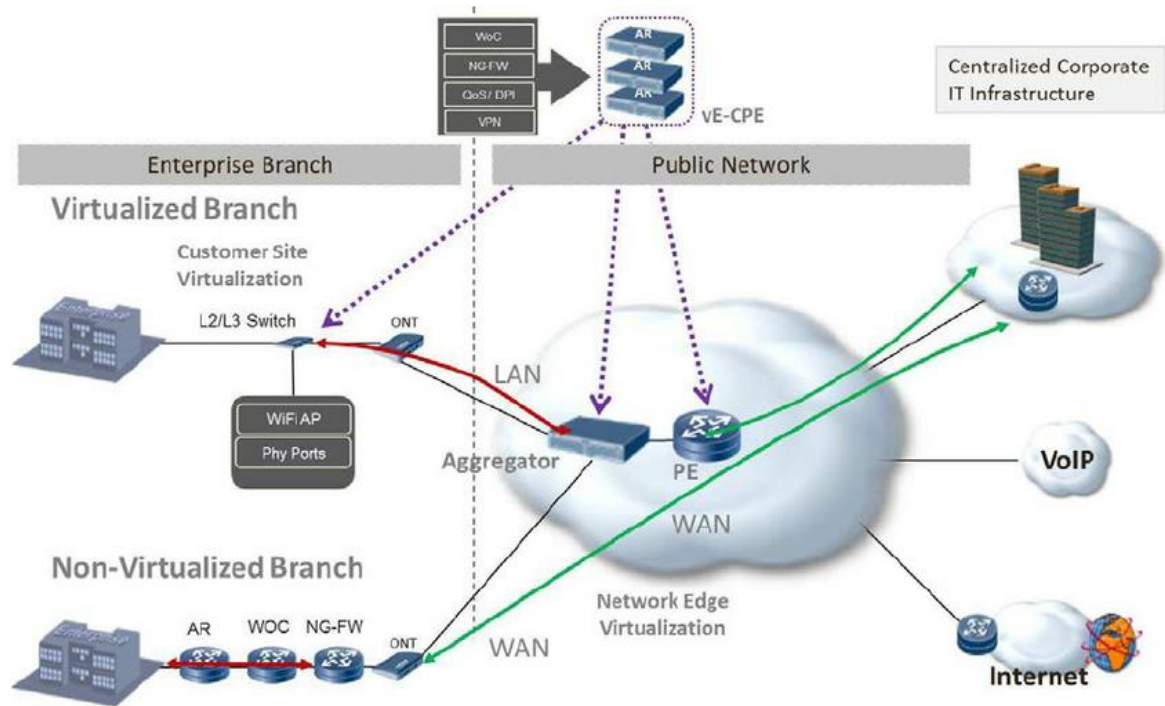 WoC
NG-FW
QoS/ DPI
VPN
AR
AR
AR
vE-CPE
Centralized Corporate
IT Infrastructure
Enterprise Branch
Public Network
Virtualized Branch
Customer Site
Virtualization
Enterprise
L2/L3 Switch
ONT
LAN
WiFi AP
Phy Ports
Aggregator
PE
VoIP
WAN
Non-Virtualized Branch
Enterprise
AR
WOC
NG-FW
ONT
WAN
Network Edge
Virtualization
Internet